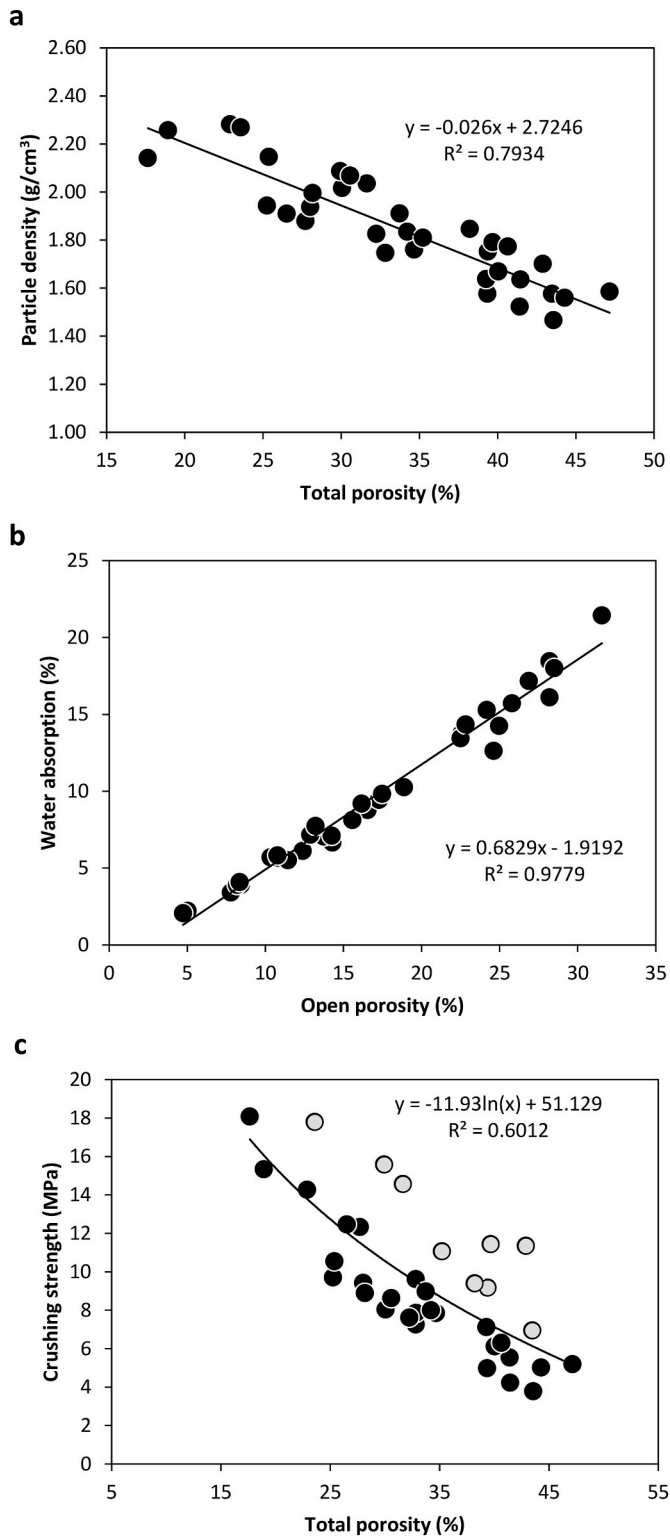 a
2.60
2.40
2.20
2.00
1.80
1.60
1.40
1.20
1.00
Particle density (g/cm³)
y = -0.026x + 2.7246
R² = 0.7934
15 20 25 30 35 40 45 50
Total porosity (%)
b
25
20
15
10
5
0
Water absorption (%)
y = 0.6829x - 1.9192
R² = 0.9779
0 5 10 15 20 25 30 35
Open porosity (%)
c
20
18
16
14
12
10
8
6
4
2
0
Crushing strength (MPa)
y = -11.93ln(x) + 51.129
R² = 0.6012
5 15 25 35 45 55
Total porosity (%)